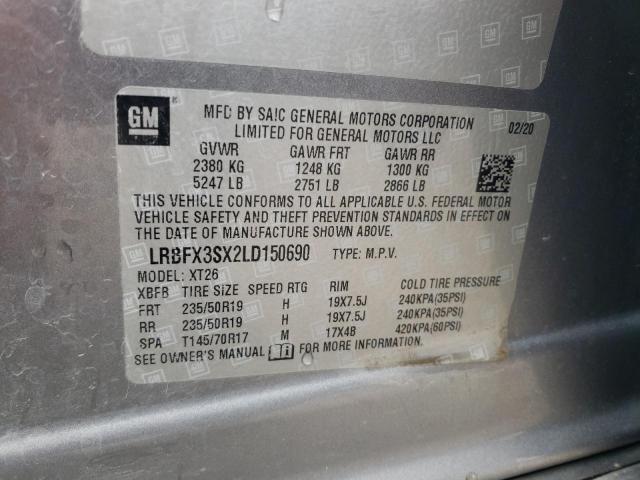 GM
MFD BY SAIC GENERAL MOTORS CORPORATION 02/20
LIMITED FOR GENERAL MOTORS LLC
GVWR GAWR FRT GAWR RR
2380 KG 1248 KG 1300 KG
5247 LB 2751 LB 2866 LB
THIS VEHICLE CONFORMS TO ALL APPLICABLE U.S. FEDERAL MOTOR
VEHICLE SAFETY AND THEFT PREVENTION STANDARDS IN EFFECT ON
THE DATE OF MANUFACTURE SHOWN ABOVE.
LRBFX3SX2LD150690 TYPE: M.P.V.
MODEL: XT26
XBFB TIRE SIZE SPEED RTG RIM COLD TIRE PRESSURE
FRT 235/50R19 H 19X7.5J 240KPA(35PSI)
RR 235/50R19 H 19X7.5J 240KPA(35PSI)
SPA T145/70R17 M 17X4B 420KPA(60PSI)
SEE OWNER'S MANUAL FOR MORE INFORMATION.